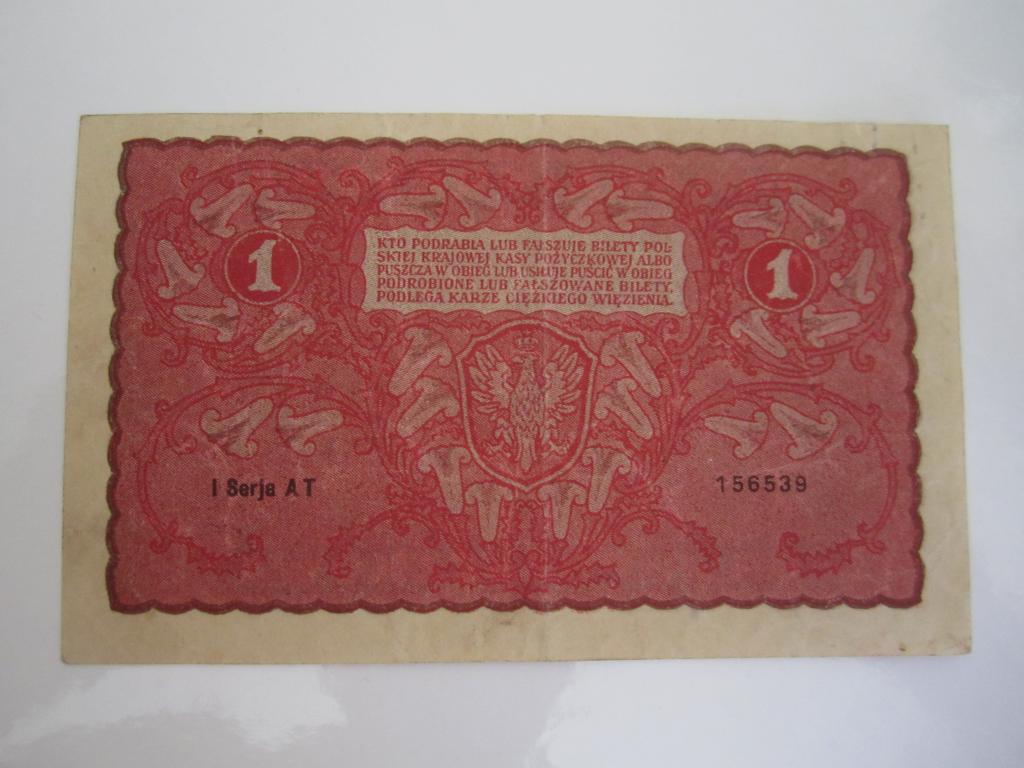 1
KTO PODRABIA LUB FAŁSZUJE BILETY POL-
SKIEJ KRAJOWEJ KASY POŻYCZKOWEJ ALBO
PUSZCZA W OBIEG LUB USIŁUJE PUŚCIĆ W OBIEG
PODROBIONE LUB FAŁSZOWANE BILETY,
PODLEGA KARZE CIĘŻKIEGO WIĘZIENIA.
1
I Serja AT
156539